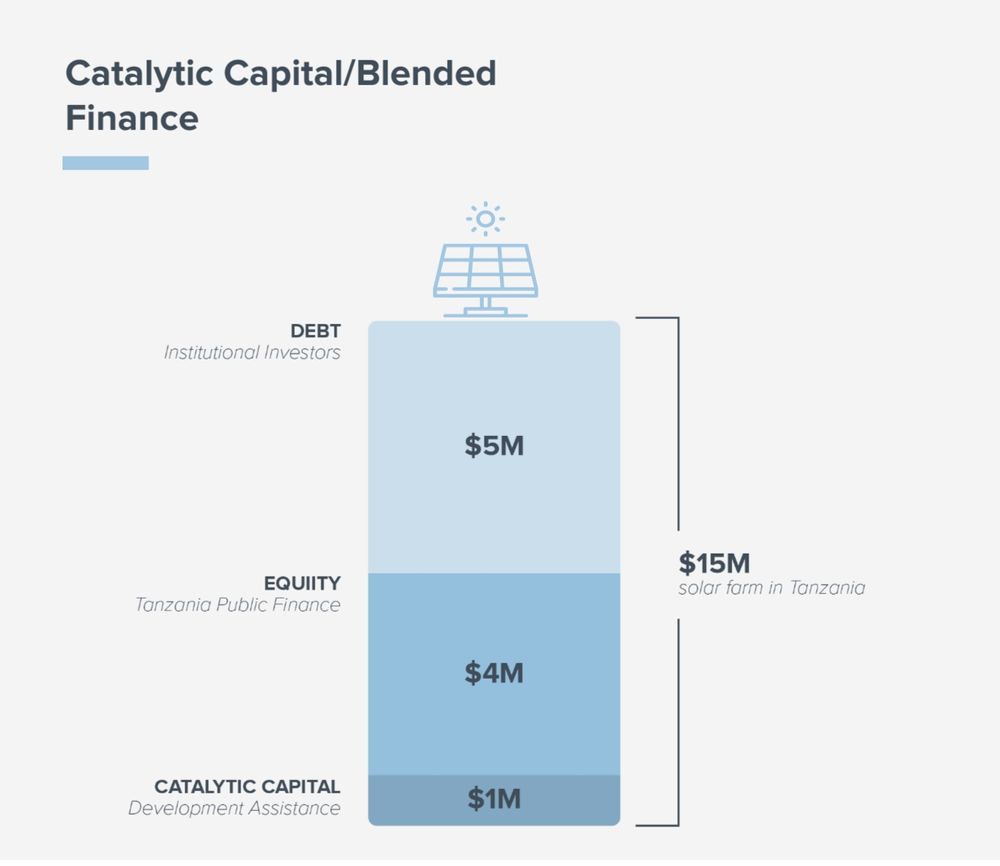 Catalytic Capital/Blended
Finance
DEBT
Institutional Investors
$5M
EQUIITY
Tanzania Public Finance
$4M
$15M
solar farm in Tanzania
CATALYTIC CAPITAL
Development Assistance
$1M